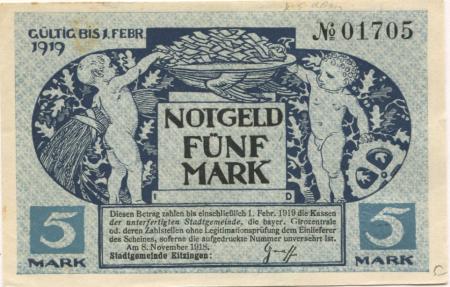 GÜLTIG BIS 1. FEBR.
1919
№ 01705
NOTGELD
FÜNF
MARK
D
Diesen Betrag zahlen bis einschließlich 1. Febr. 1919 die Kassen
der unterfertigten Stadtgemeinde, die bayer. Girozentrale
od. deren Zahlstellen ohne Legitimationsprüfung dem Einlieferer
des Scheines, soferne die aufgedruckte Nummer unversehrt ist.
Am 8. November 1918.
Stadtgemeinde Kitzingen:
5
MARK
5
MARK